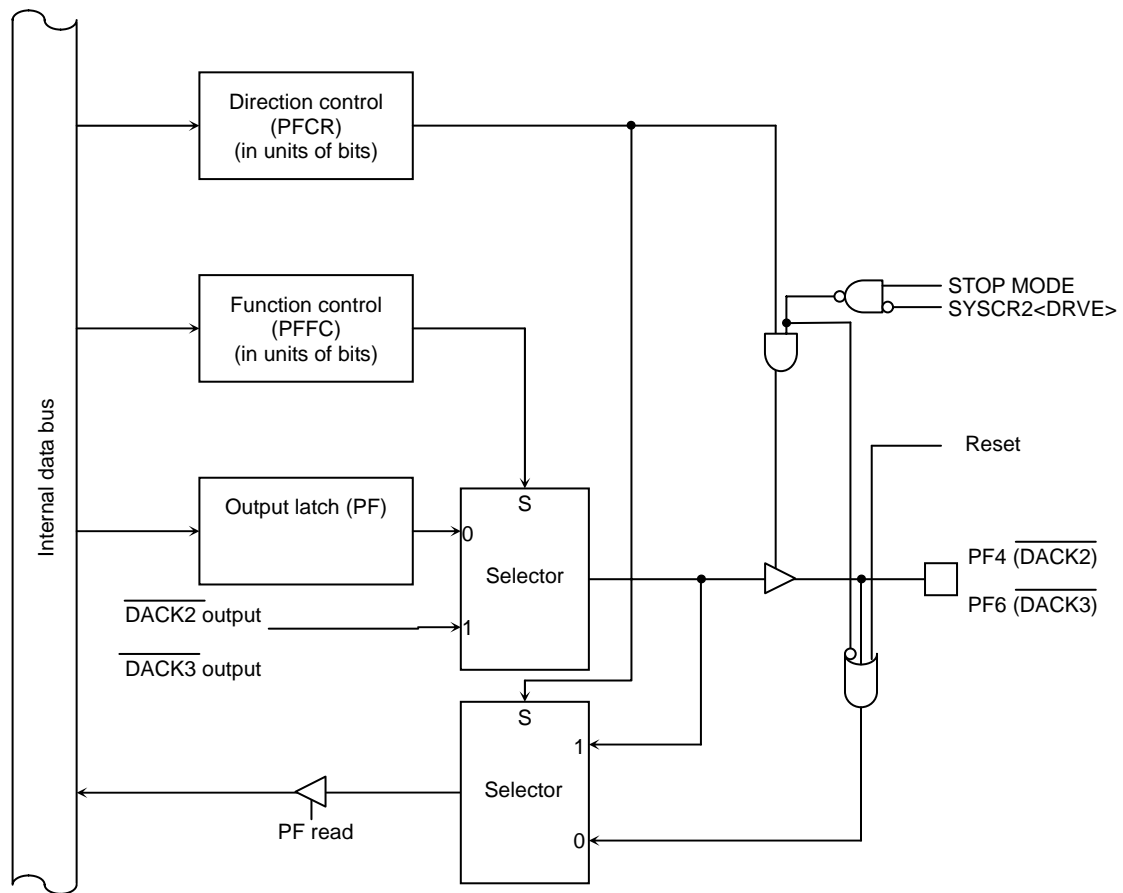 Internal data bus
Direction control
(PFCR)
(in units of bits)
Function control
(PFFC)
(in units of bits)
STOP MODE
SYSCR2<DRVE>
Reset
Output latch (PF)
S
0
Selector
1
DACK2 output
DACK3 output
PF4 (DACK2)
PF6 (DACK3)
S
1
Selector
0
PF read